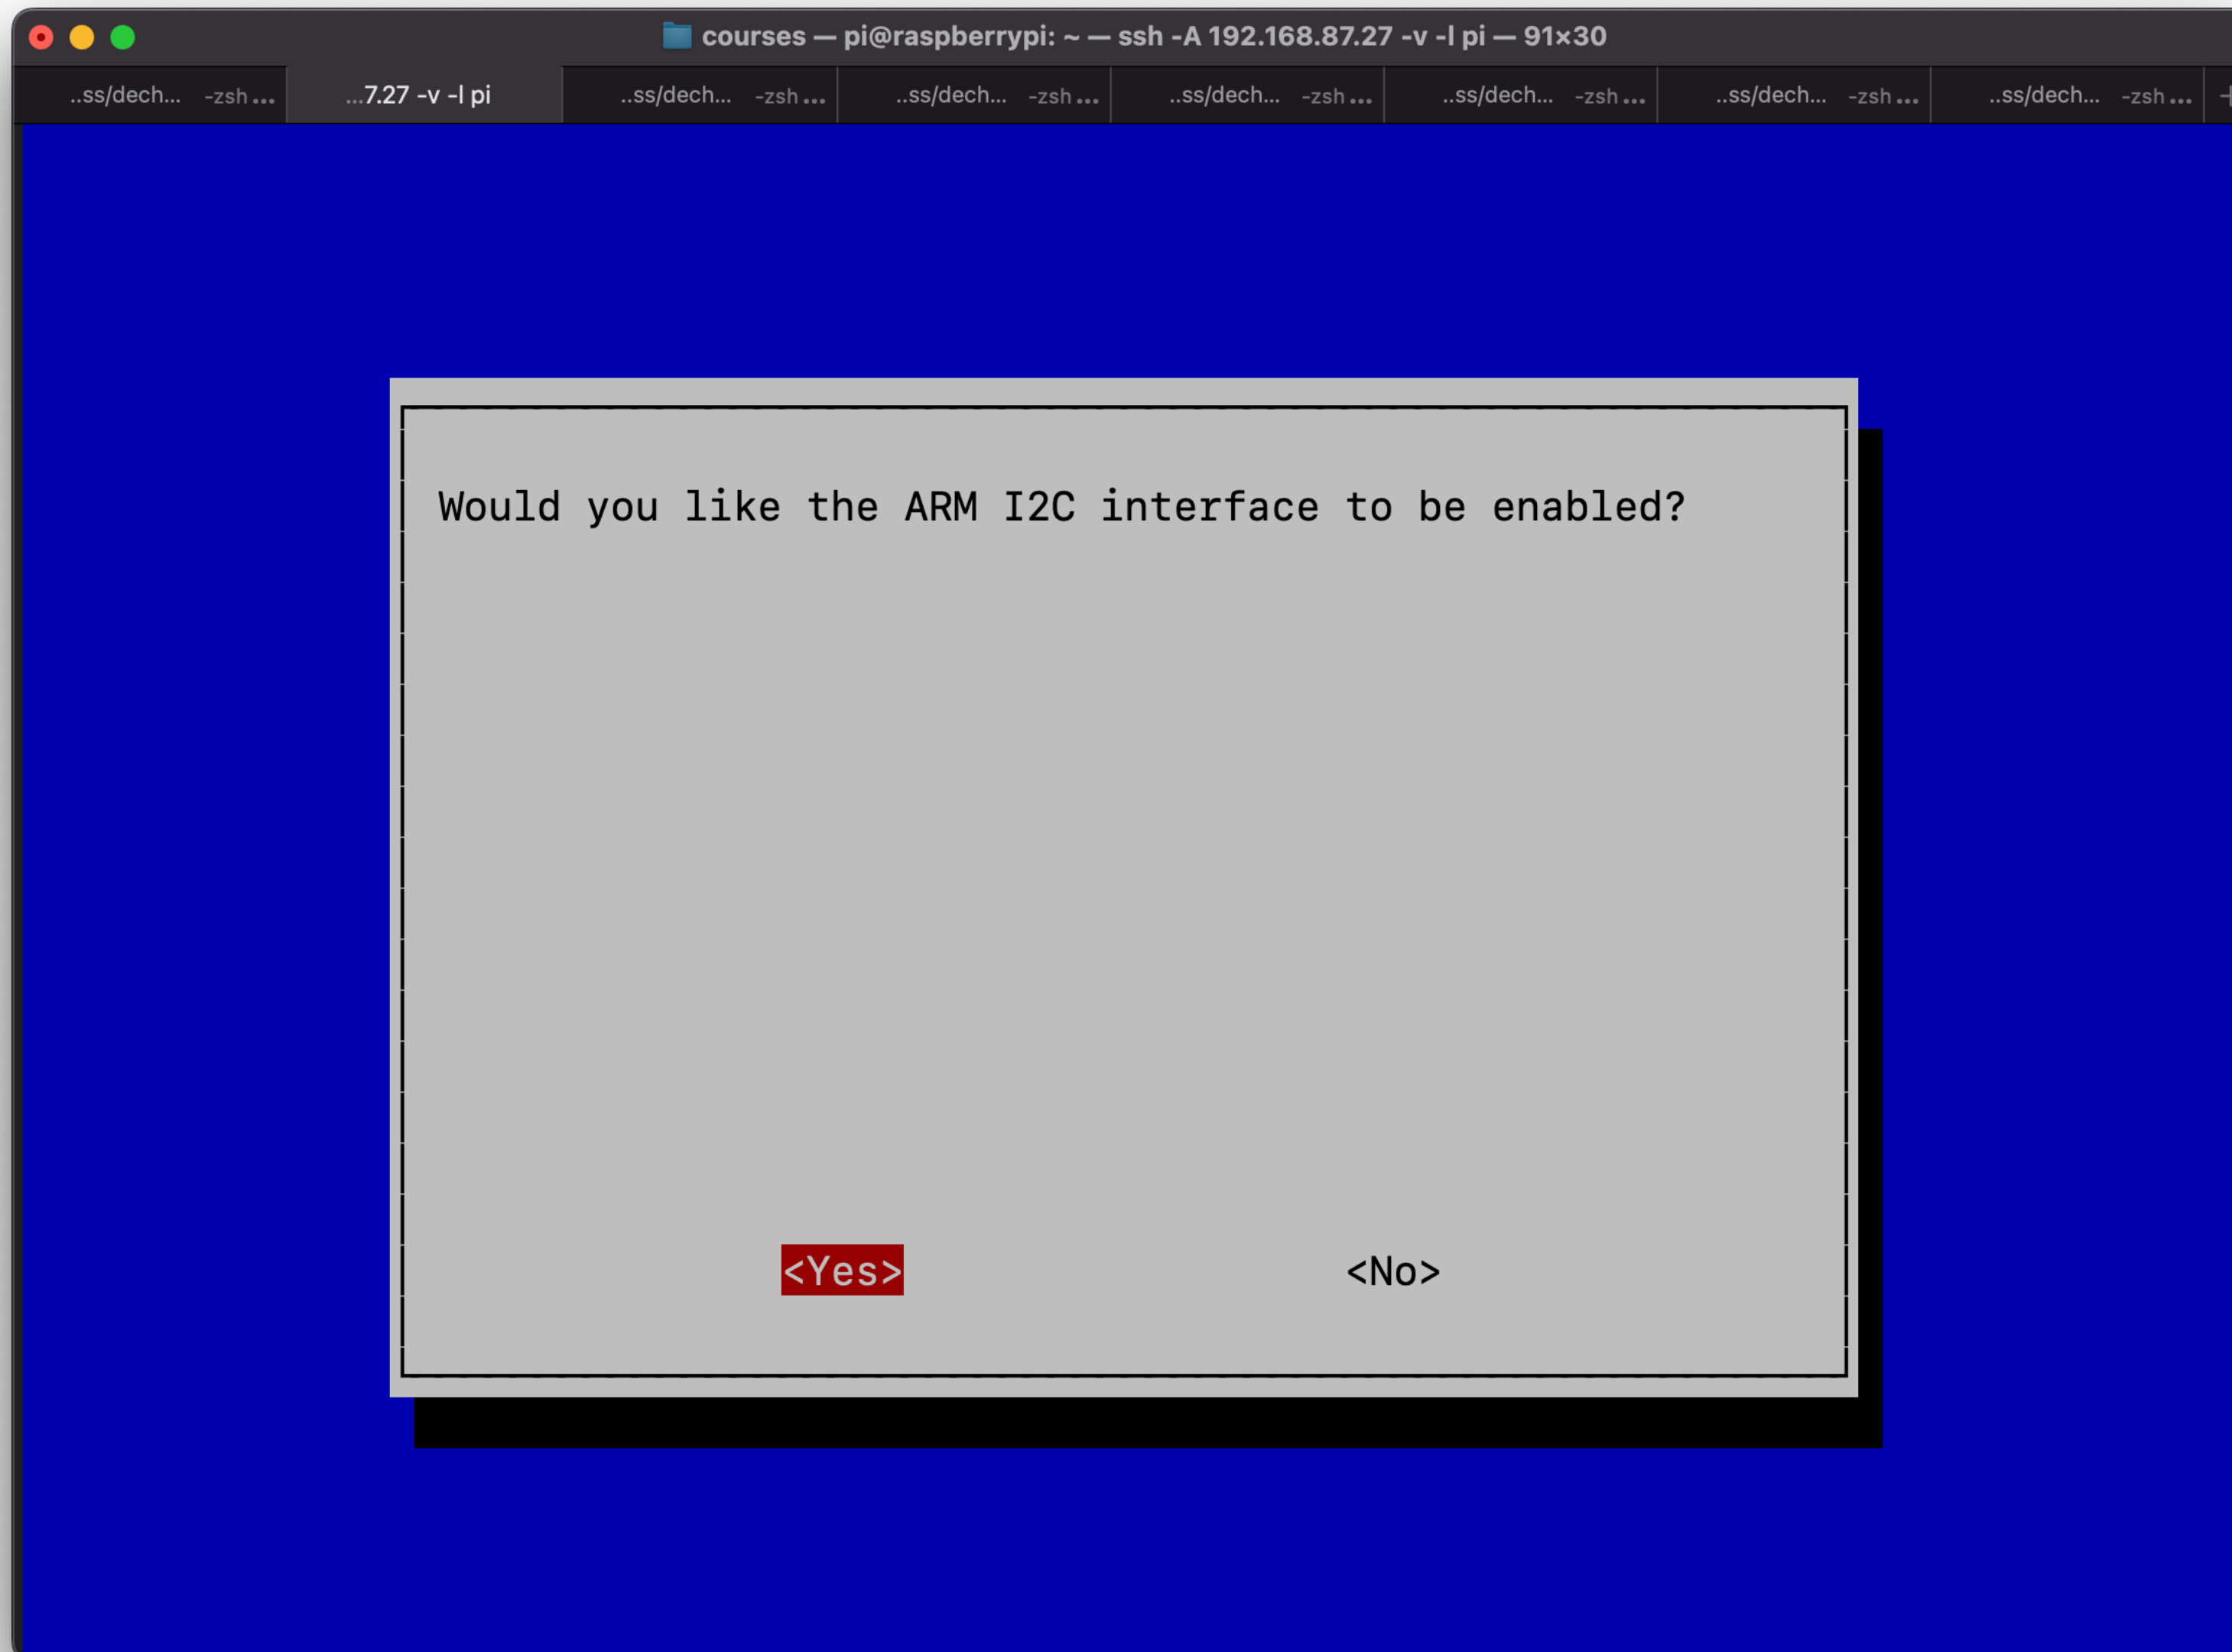 courses — pi@raspberrypi: ~ — ssh -A 192.168.87.27 -v -l pi — 91×30
..ss/dech... -zsh ... ...7.27 -v -l pi ..ss/dech... -zsh ... ..ss/dech... -zsh ... ..ss/dech... -zsh ... ..ss/dech... -zsh ... ..ss/dech... -zsh ... ..ss/dech... -zsh ...
Would you like the ARM I2C interface to be enabled?
<Yes> <No>